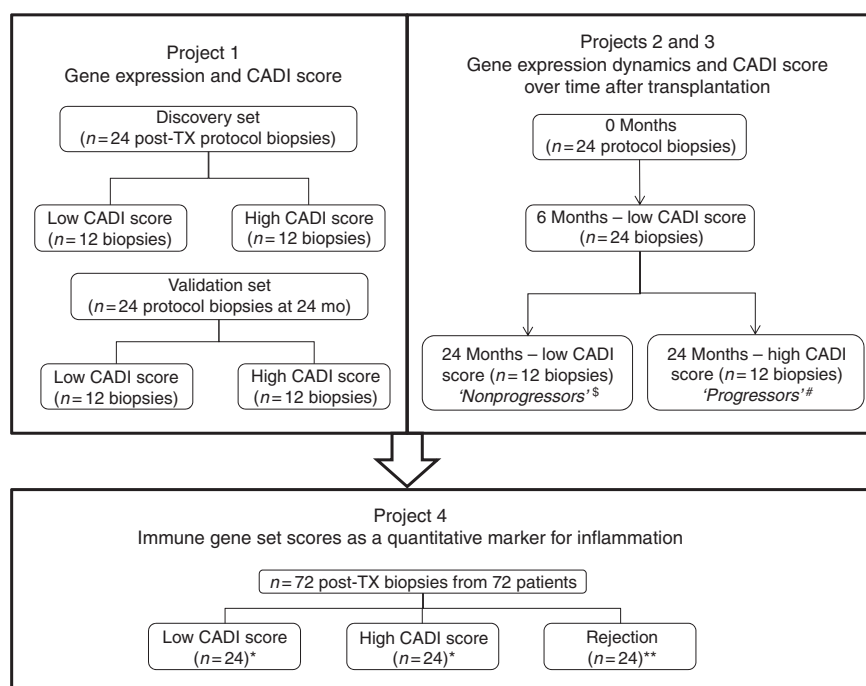 Project 1
Gene expression and CADI score
Discovery set
(n=24 post-TX protocol biopsies)
Low CADI score
(n=12 biopsies)
High CADI score
(n=12 biopsies)
Validation set
(n=24 protocol biopsies at 24 mo)
Low CADI score
(n=12 biopsies)
High CADI score
(n=12 biopsies)
Projects 2 and 3
Gene expression dynamics and CADI score
over time after transplantation
0 Months
(n=24 protocol biopsies)
6 Months – low CADI score
(n=24 biopsies)
24 Months – low CADI
score (n=12 biopsies)
'Nonprogressors'$
24 Months – high CADI
score (n=12 biopsies)
'Progressors'#
Project 4
Immune gene set scores as a quantitative marker for inflammation
n=72 post-TX biopsies from 72 patients
Low CADI score
(n=24)*
High CADI score
(n=24)*
Rejection
(n=24)**